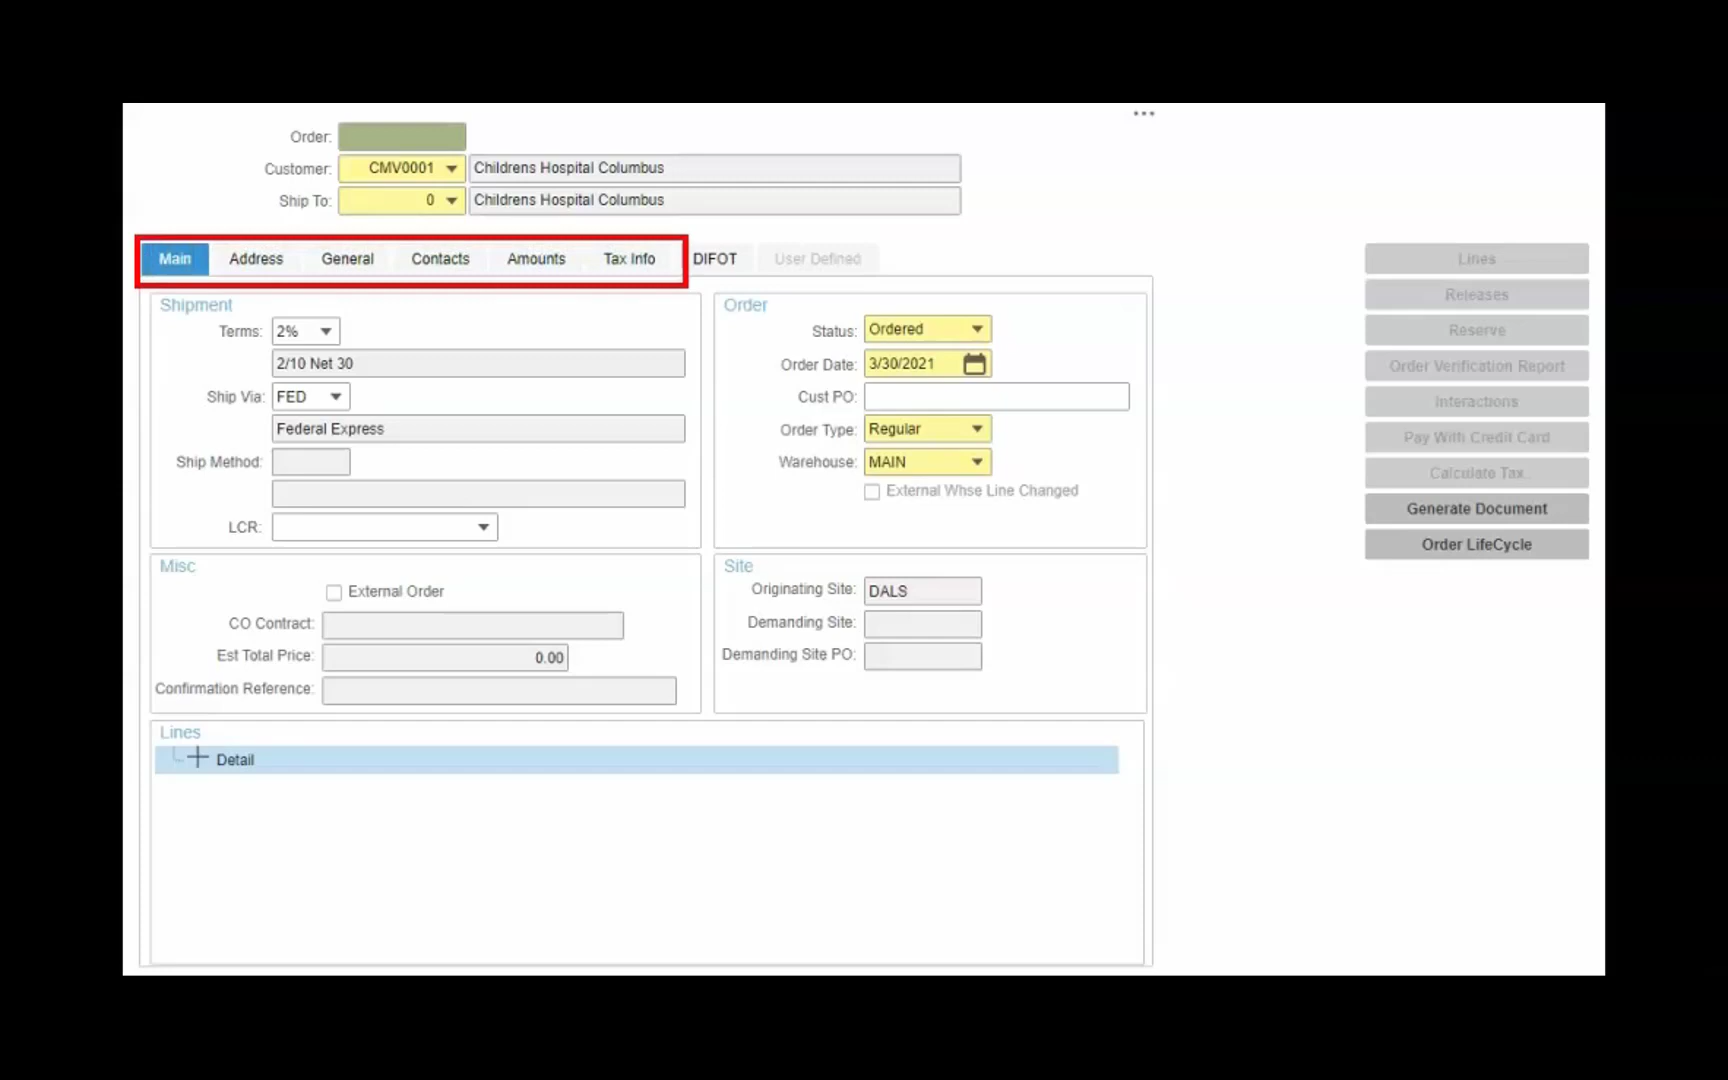 Order:
Customer: CMV0001 Childrens Hospital Columbus
Ship To: 0 Childrens Hospital Columbus
Main Address General Contacts Amounts Tax Info DIFOT User Defined
Shipment
Terms: 2%
2/10 Net 30
Ship Via: FED
Federal Express
Ship Method:
LCR:
Order
Status: Ordered
Order Date: 3/30/2021
Cust PO:
Order Type: Regular
Warehouse: MAIN
External Whse Line Changed
Misc
External Order
CO Contract:
Est Total Price: 0.00
Confirmation Reference:
Site
Originating Site: DALS
Demanding Site:
Demanding Site PO:
Lines
Detail
Lines
Releases
Reserve
Order Verification Report
Interactions
Pay With Credit Card
Calculate Tax
Generate Document
Order LifeCycle